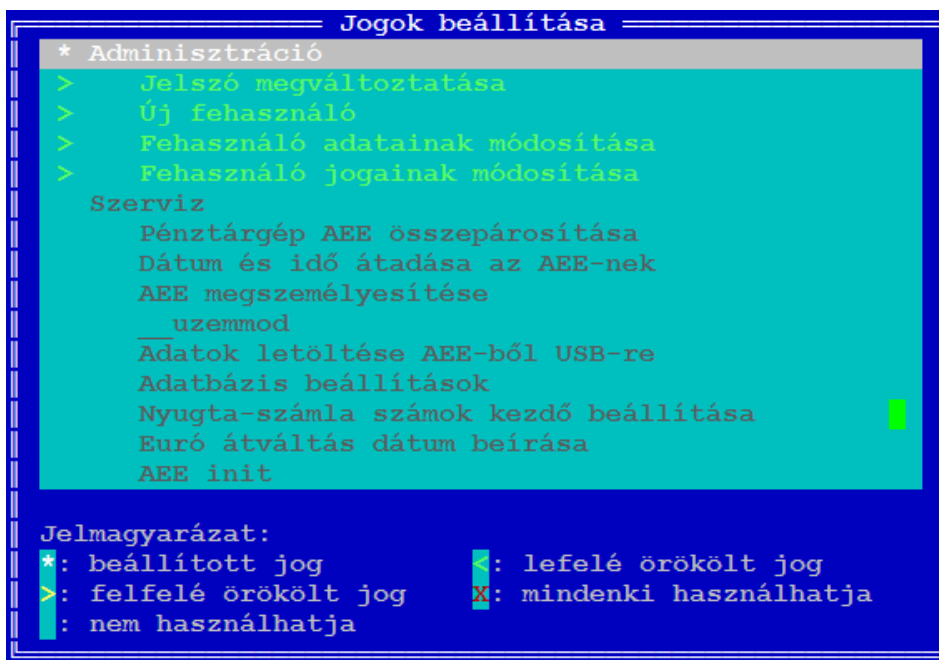 Jogok beállítása
* Adminisztráció
> Jelszó megváltoztatása
> Új fehasználó
> Fehasználó adatainak módosítása
> Fehasználó jogainak módosítása
Szerviz
Pénztárgép AEE összepárosítása
Dátum és idő átadása az AEE-nek
AEE megszemélyesítése
__uzemmod
Adatok letöltése AEE-ből USB-re
Adatbázis beállítások
Nyugta-számla számok kezdő beállítása
Euró átváltás dátum beírása
AEE init
Jelmagyarázat:
*: beállított jog <: lefelé örökölt jog
>: felfelé örökölt jog X: mindenki használhatja
: nem használhatja